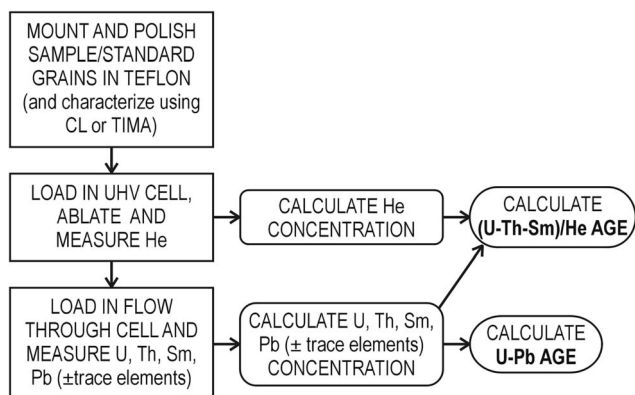 MOUNT AND POLISH
SAMPLE/STANDARD
GRAINS IN TEFLON
(and characterize using
CL or TIMA)
LOAD IN UHV CELL,
ABLATE AND
MEASURE He
CALCULATE He
CONCENTRATION
CALCULATE
(U-Th-Sm)/He AGE
LOAD IN FLOW
THROUGH CELL AND
MEASURE U, Th, Sm,
Pb (±trace elements)
CALCULATE U, Th, Sm,
Pb (± trace elements)
CONCENTRATION
CALCULATE
U-Pb AGE